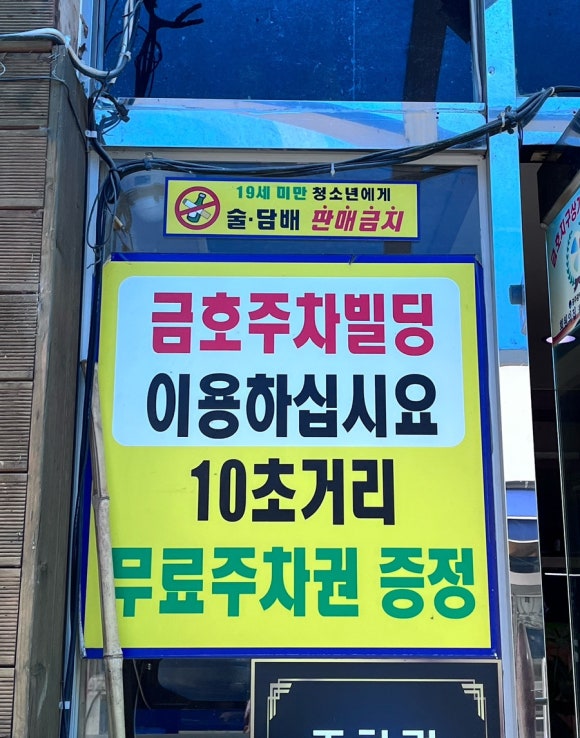 19세 미만 청소년에게
술·담배 판매금지
금호주차빌딩
이용하십시요
10초거리
무료주차권 증정